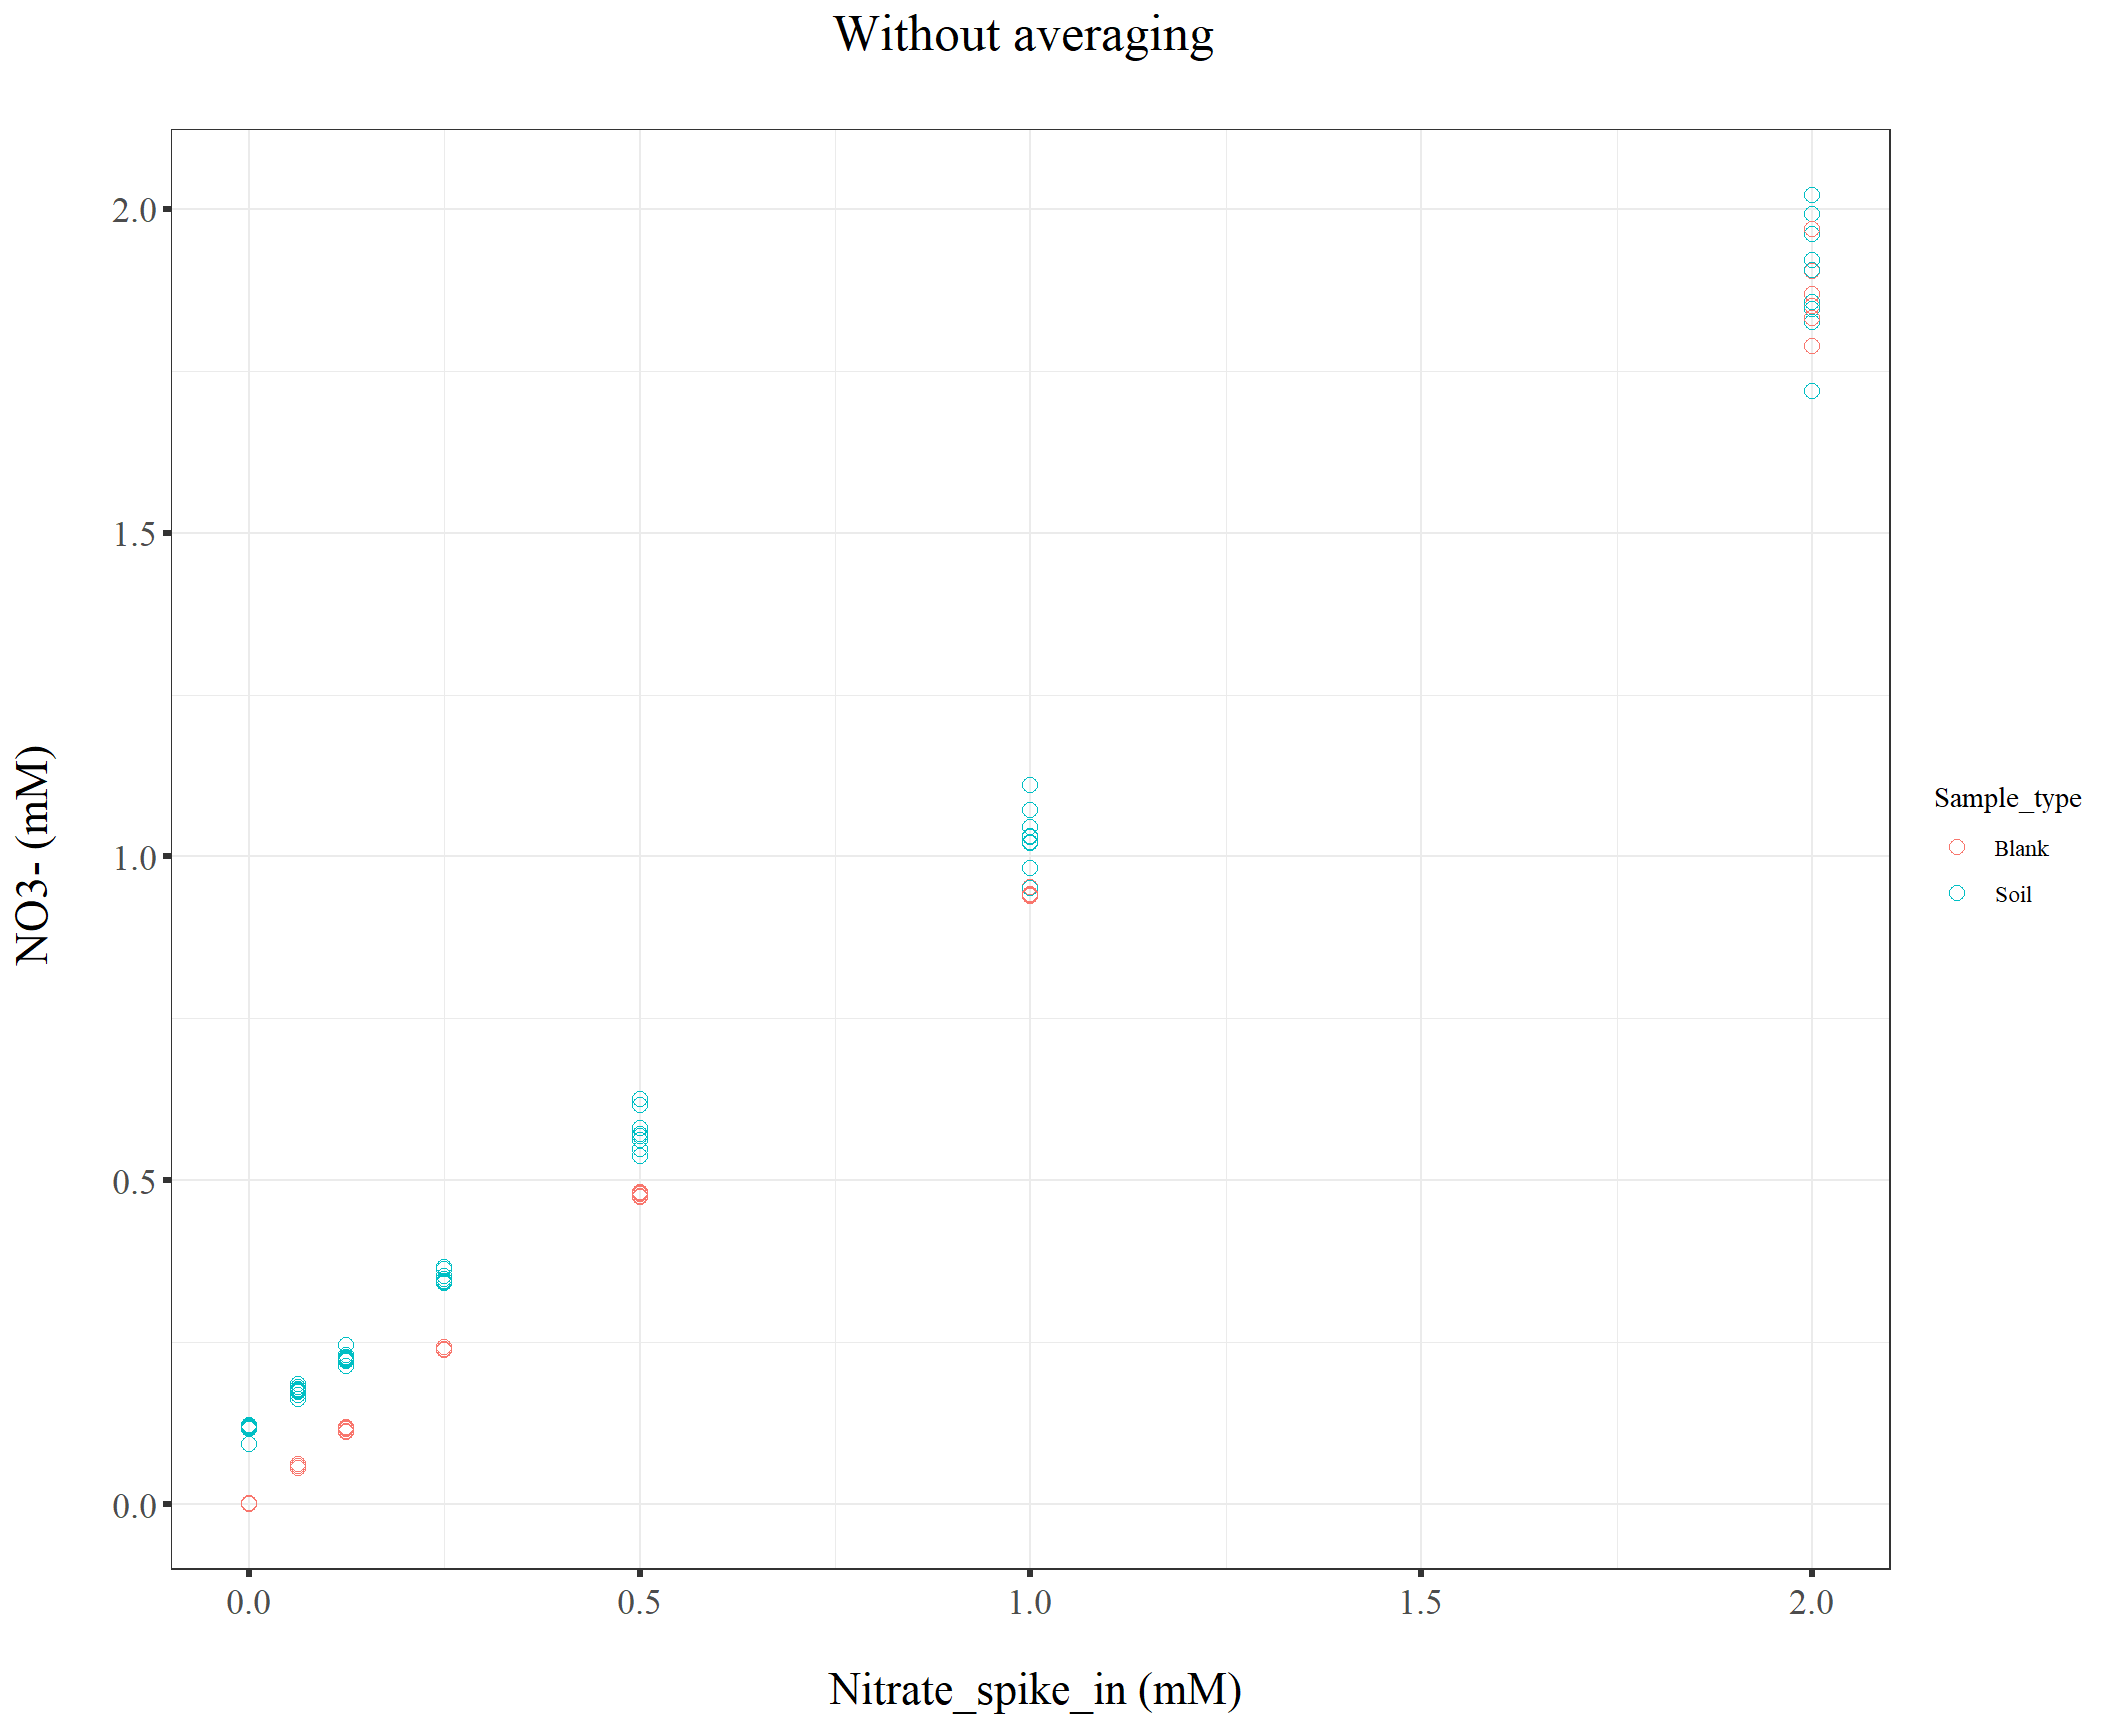 Without averaging
2.0
1.5
1.0
0.5
0.0
NO3- (mM)
0.0 0.5 1.0 1.5 2.0
Nitrate_spike_in (mM)
Sample_type
Blank
Soil